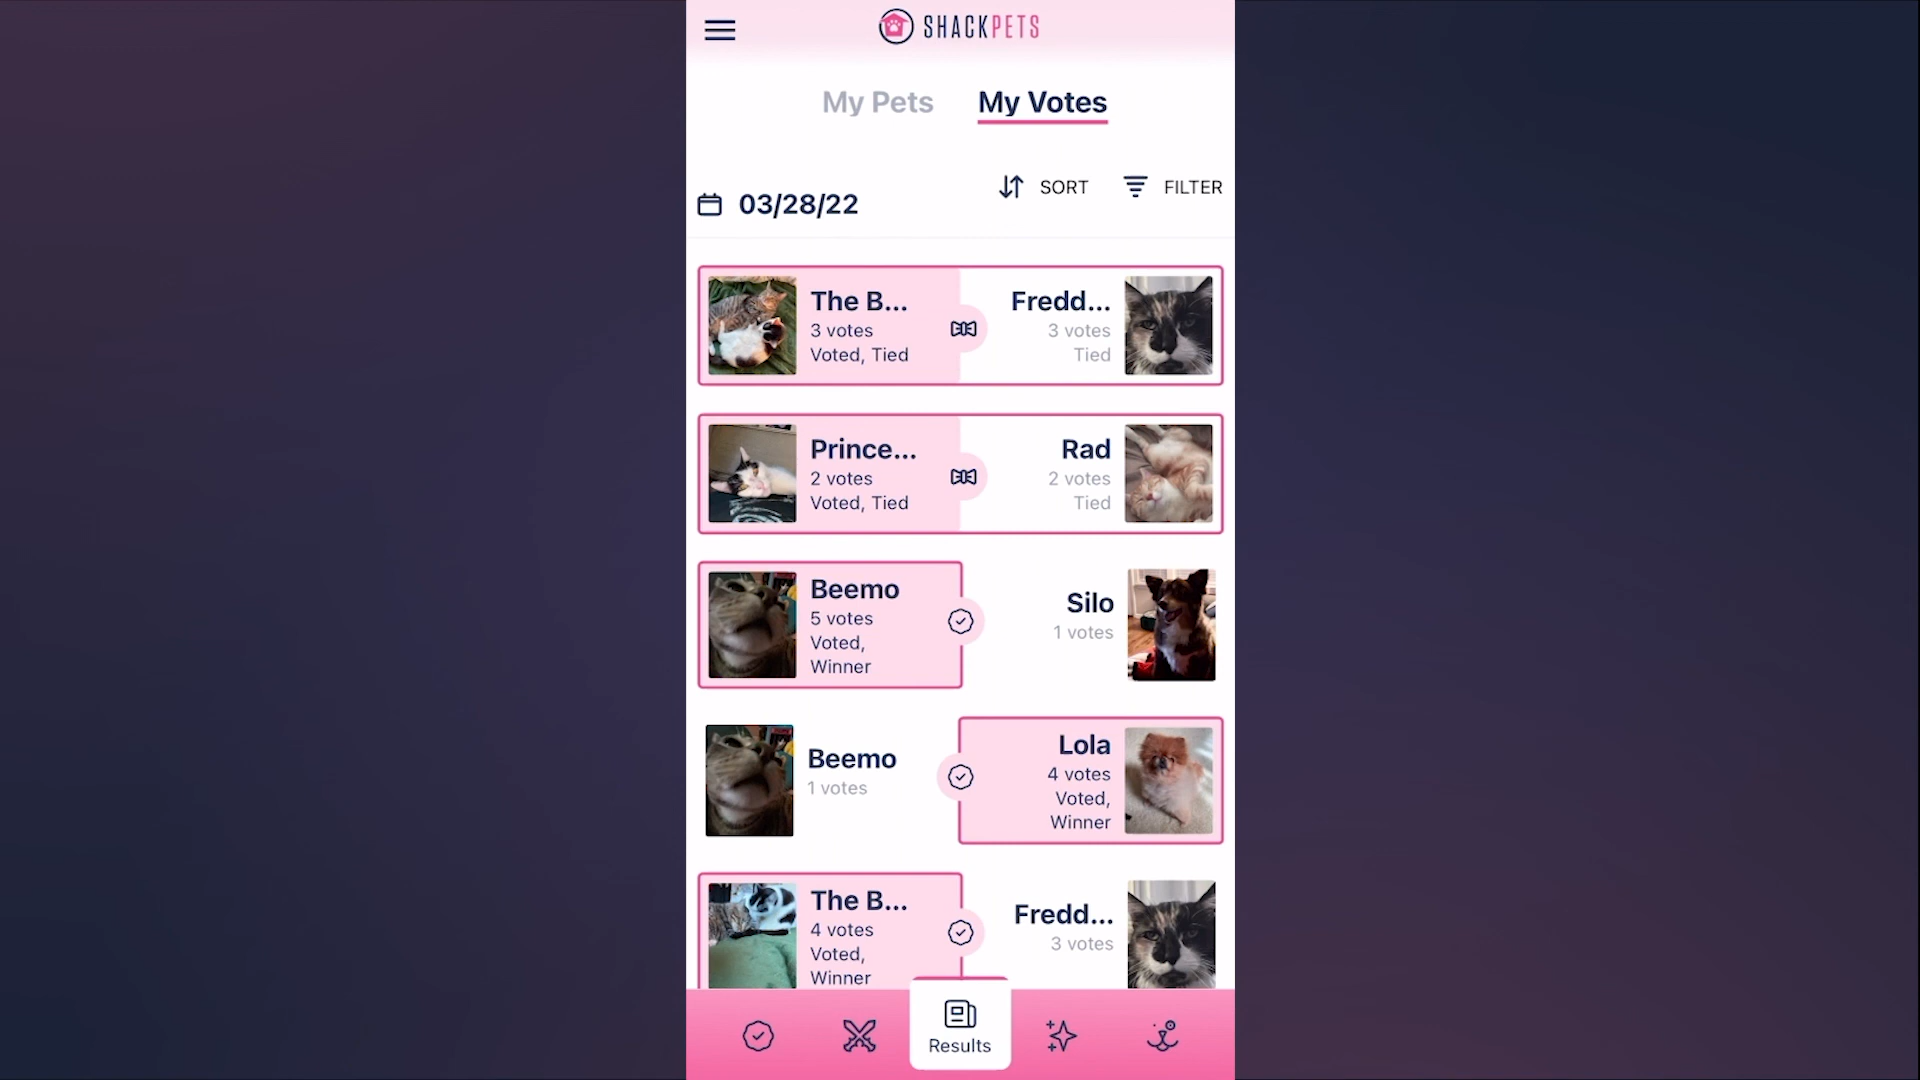 SHACKPETS
My Pets
My Votes
03/28/22
SORT
FILTER
The B...
3 votes
Voted, Tied
Fredd...
3 votes
Tied
Prince...
2 votes
Voted, Tied
Rad
2 votes
Tied
Beemo
5 votes
Voted,
Winner
Silo
1 votes
Beemo
1 votes
Lola
4 votes
Voted,
Winner
The B...
4 votes
Voted,
Winner
Fredd...
3 votes
Results